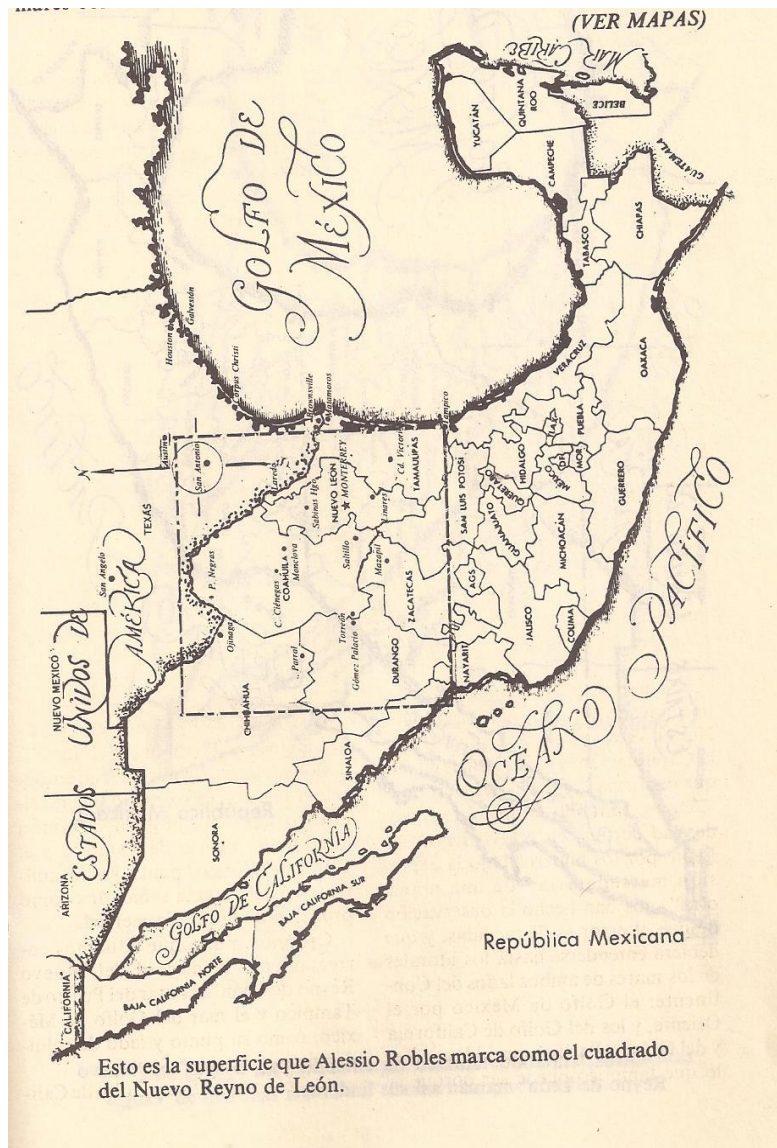 (VER MAPAS)
MAR CARIBE
GOLFO DE
MÉXICO
YUCATÁN
QUINTANA
ROO
BELICE
CAMPECHE
GUATEMALA
TABASCO
CHIAPAS
Houston
Galvestón
Corpus Christi
Brownsville
Matamoros
Tampico
VERACRUZ
OAXACA
Austin
San Antonio
Laredo
TEXAS
San Angelo
NUEVO MEXICO
ESTADOS UNIDOS DE AMÉRICA
ARIZONA
CALIFORNIA
Sabinas Hgo
NUEVO LEON
MONTERREY
Linares
Cd. Victoria
TAMAULIPAS
P. Negras
C. Ciénegas
COAHUILA
Monclova
Saltillo
Mazapil
Ojinaga
CHIHUAHUA
Parral
Torreón
Gómez Palacio
DURANGO
ZACATECAS
SAN LUIS POTOSI
AGS.
GUANAJUATO
QUERETARO
HIDALGO
TLAX.
PUEBLA
MEXICO
D.F.
MOR.
GUERRERO
MICHOACÁN
JALISCO
COLIMA
NAYARIT
SINALOA
SONORA
GOLFO DE CALIFORNIA
BAJA CALIFORNIA SUR
BAJA CALIFORNIA NORTE
OCÉANO PACÍFICO
República Mexicana
Esto es la superficie que Alessio Robles marca como el cuadrado
del Nuevo Reyno de León.